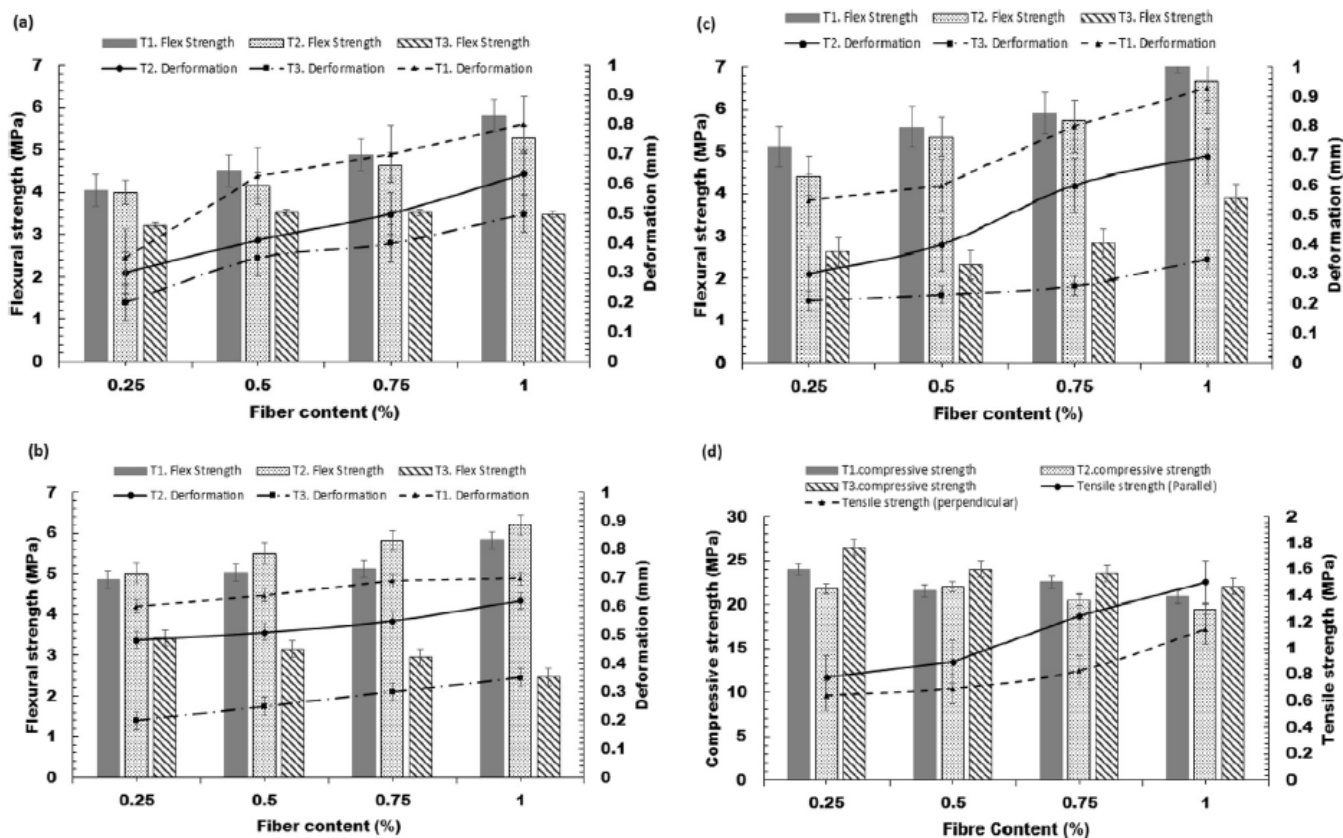 (a)
T1. Flex Strength T2. Flex Strength T3. Flex Strength
T2. Derformation T3. Derformation T1. Derformation
7 6 5 4 3 2 1 0
Flexural strength (MPa)
1 0.9 0.8 0.7 0.6 0.5 0.4 0.3 0.2 0.1 0
Deformation (mm)
0.25 0.5 0.75 1
Fiber content (%)
(c)
T1. Flex Strength T2. Flex Strength T3. Flex Strength
T2. Derformation T3. Derformation T1. Derformation
7 6 5 4 3 2 1 0
Flexural strength (MPa)
1 0.9 0.8 0.7 0.6 0.5 0.4 0.3 0.2 0.1 0
Deformation (mm)
0.25 0.5 0.75 1
Fiber content (%)
(b)
T1. Flex Strength T2. Flex Strength T3. Flex Strength
T2. Derformation T3. Derformation T1. Derformation
7 6 5 4 3 2 1 0
Flexural strength (MPa)
1 0.9 0.8 0.7 0.6 0.5 0.4 0.3 0.2 0.1 0
Deformation (mm)
0.25 0.5 0.75 1
Fiber content (%)
(d)
T1.compressive strength T2.compressive strength
T3.compressive strength Tensile strength (Parallel)
Tensile strength (perpendicular)
30 25 20 15 10 5 0
Compressive strength (MPa)
2 1.8 1.6 1.4 1.2 1 0.8 0.6 0.4 0.2 0
Tensile strength (MPa)
0.25 0.5 0.75 1
Fibre Content (%)